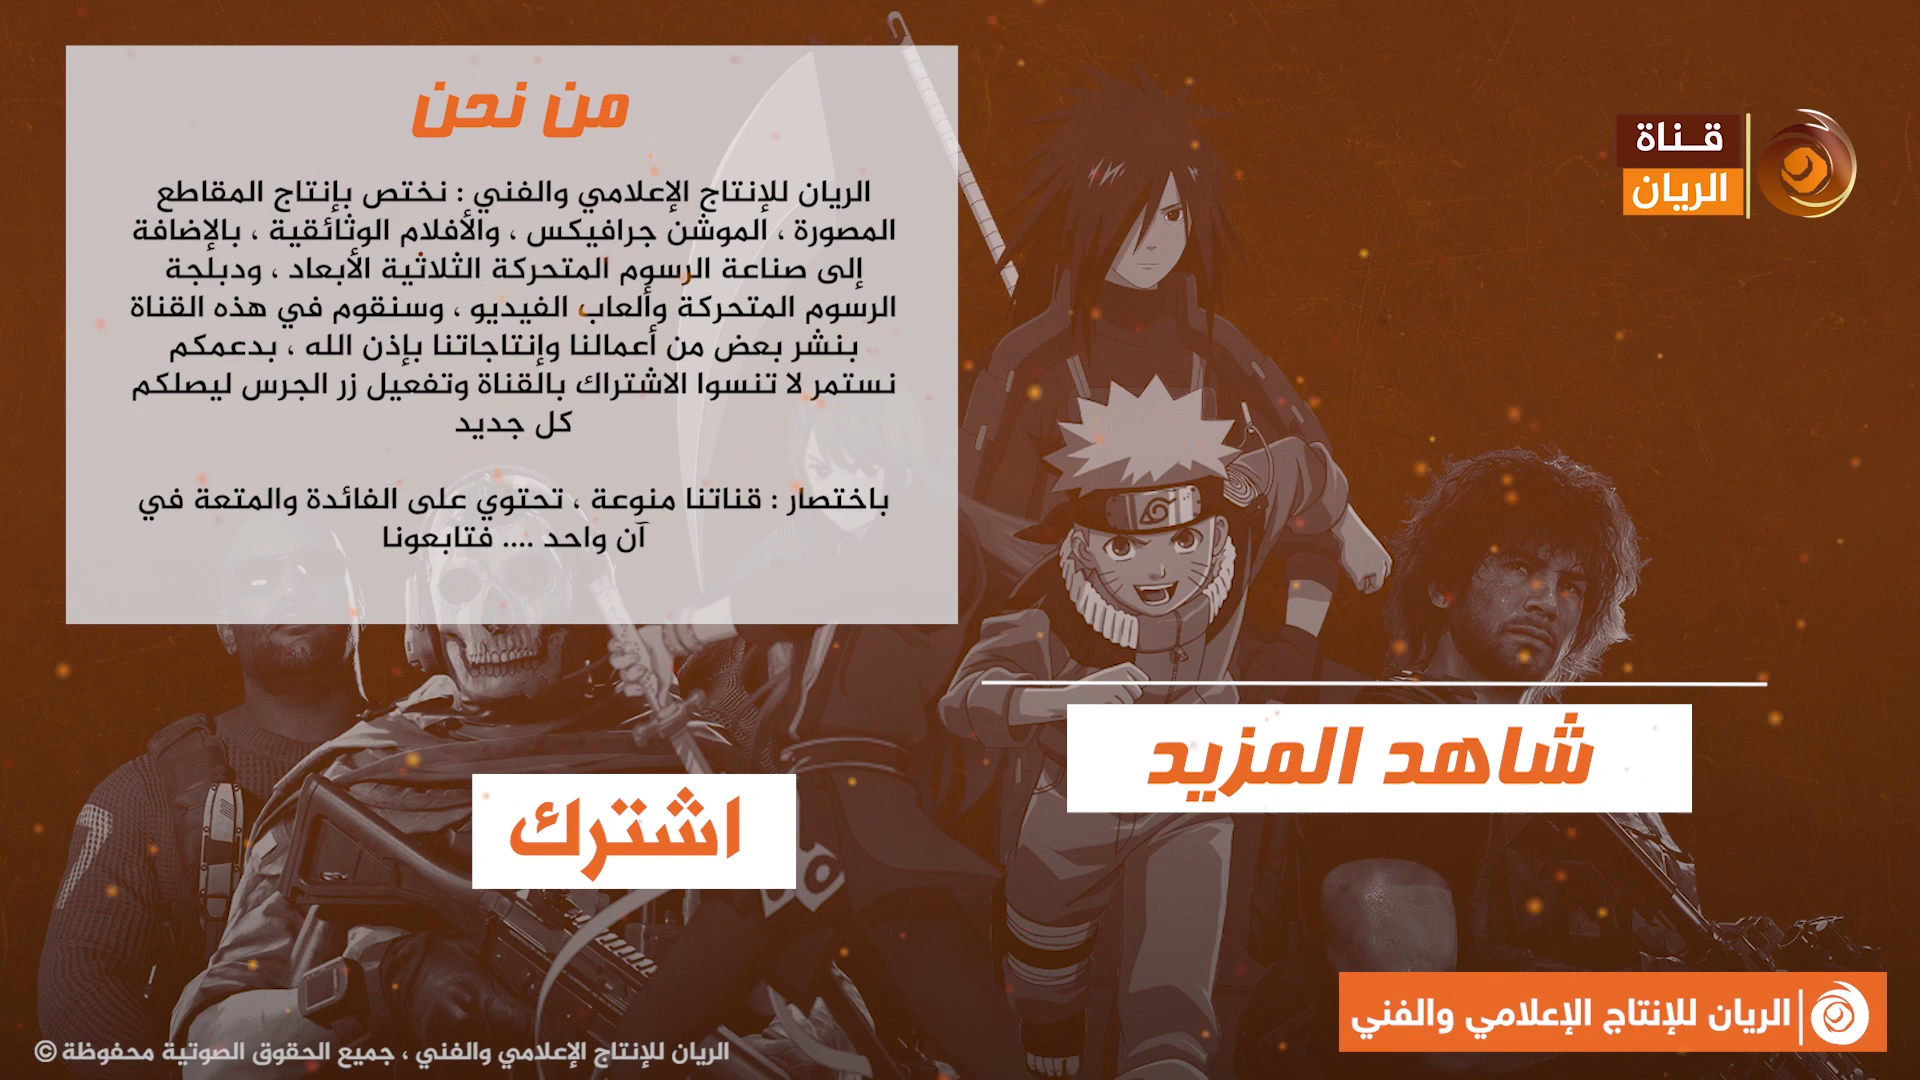 من نحن
الريان للإنتاج الإعلامي والفني : نختص بإنتاج المقاطع
المصورة ، الموشن جرافيكس ، والأفلام الوثائقية ، بالإضافة
إلى صناعة الرسوم المتحركة الثلاثية الأبعاد ، ودبلجة
الرسوم المتحركة وألعاب الفيديو ، وسنقوم في هذه القناة
بنشر بعض من أعمالنا وإنتاجاتنا بإذن الله ، بدعمكم
نستمر لا تنسوا الاشتراك بالقناة وتفعيل زر الجرس ليصلكم
كل جديد
باختصار : قناتنا منوعة ، تحتوي على الفائدة والمتعة في
آن واحد .... فتابعونا
قناة
الريان
شاهد المزيد
اشترك
الريان للإنتاج الإعلامي والفني
الريان للإنتاج الإعلامي والفني ، جميع الحقوق الصوتية محفوظة ©